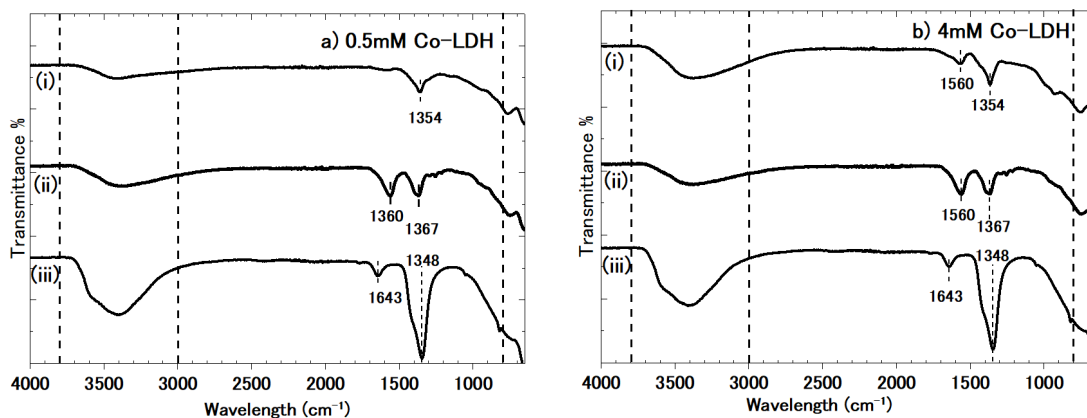 a) 0.5mM Co-LDH
(i)
1354
(ii)
1360
1367
(iii)
1348
1643
Transmittance %
4000 3500 3000 2500 2000 1500 1000
Wavelength (cm⁻¹)
b) 4mM Co-LDH
(i)
1560
1354
(ii)
1560
1367
(iii)
1348
1643
Transmittance %
4000 3500 3000 2500 2000 1500 1000
Wavelength (cm⁻¹)